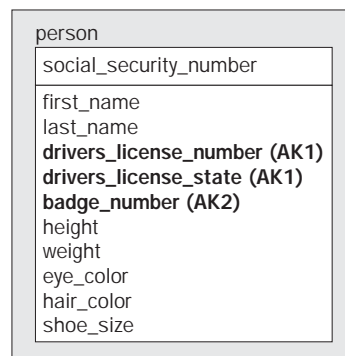 person
social_security_number
first_name
last_name
drivers_license_number (AK1)
drivers_license_state (AK1)
badge_number (AK2)
height
weight
eye_color
hair_color
shoe_size